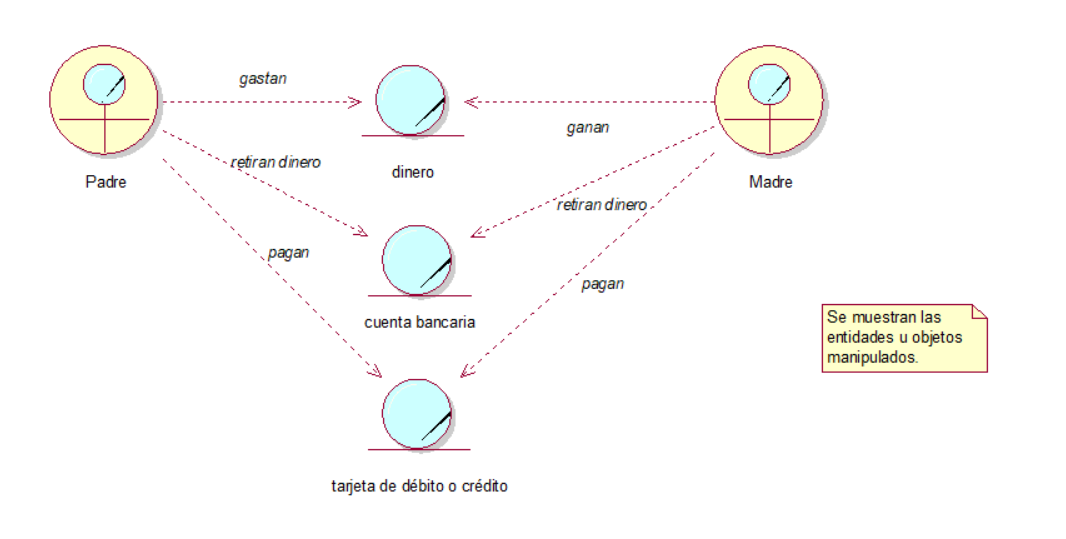 gastan
ganan
Padre
dinero
Madre
retiran dinero
retiran dinero
pagan
pagan
cuenta bancaria
Se muestran las
entidades u objetos
manipulados.
tarjeta de débito o crédito